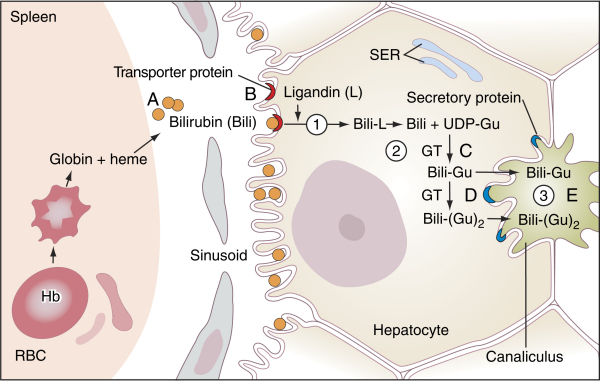 Spleen
SER
Transporter protein
A
B
Ligandin (L)
Secretory protein
Bilirubin (Bili)
1
Bili-L
Bili + UDP-Gu
2
GT
C
Globin + heme
Bili-Gu
Bili-Gu
GT
D
3
E
Bili-(Gu)2
Bili-(Gu)2
Sinusoid
Hb
Hepatocyte
RBC
Canaliculus